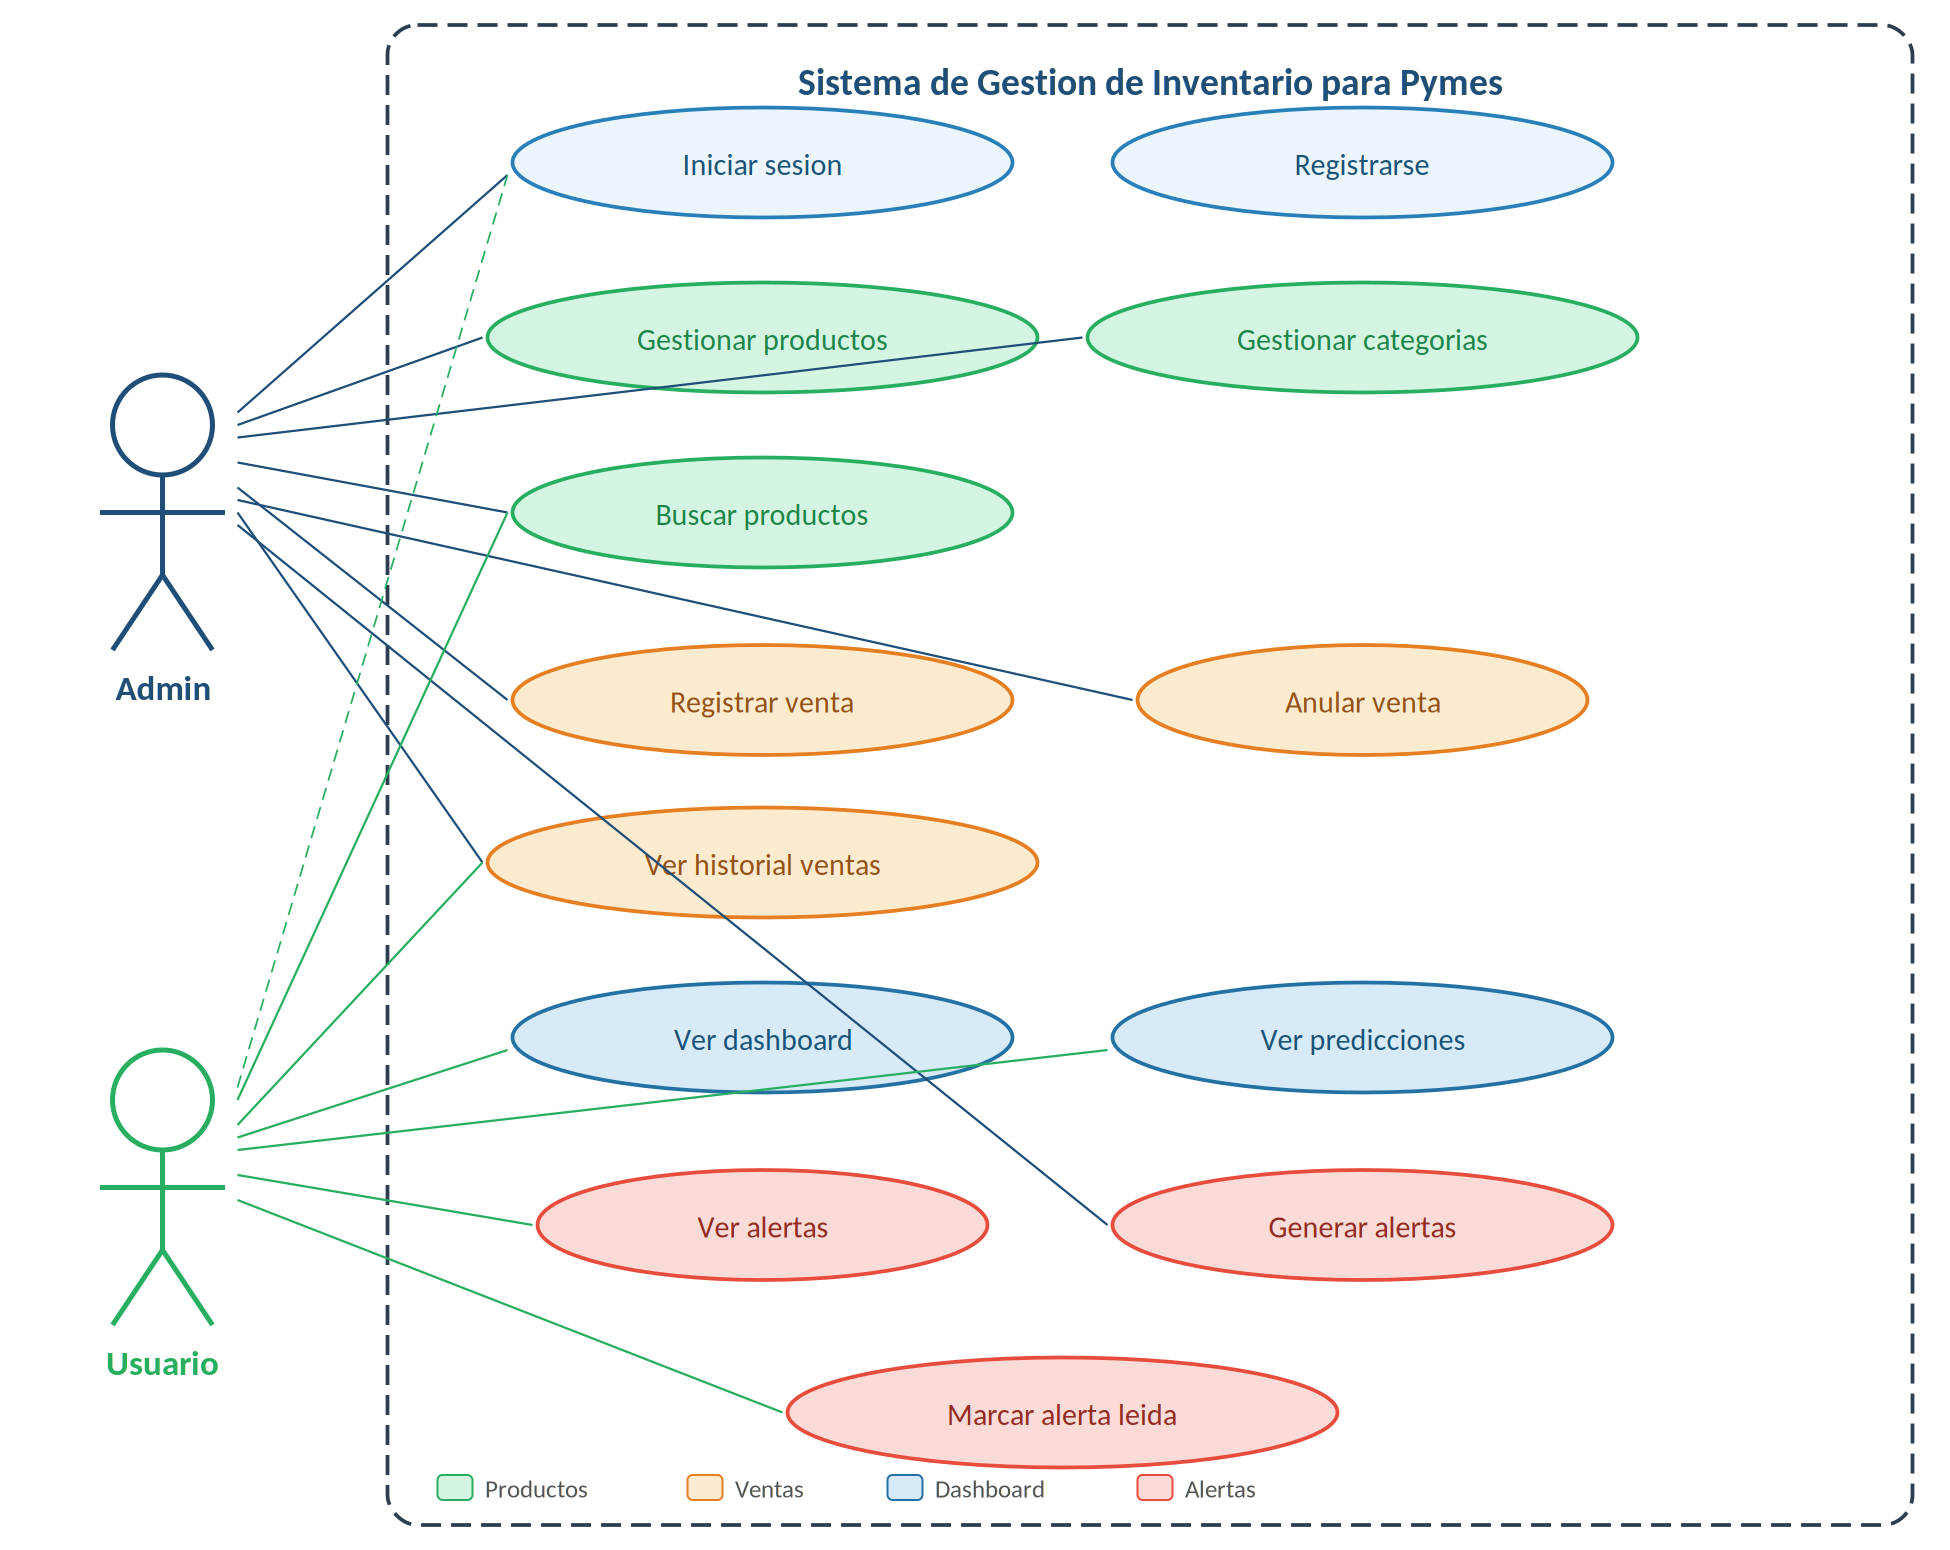 Sistema de Gestion de Inventario para Pymes
Iniciar sesion
Registrarse
Gestionar productos
Gestionar categorias
Buscar productos
Admin
Registrar venta
Anular venta
Ver historial ventas
Ver dashboard
Ver predicciones
Ver alertas
Generar alertas
Usuario
Marcar alerta leida
Productos
Ventas
Dashboard
Alertas